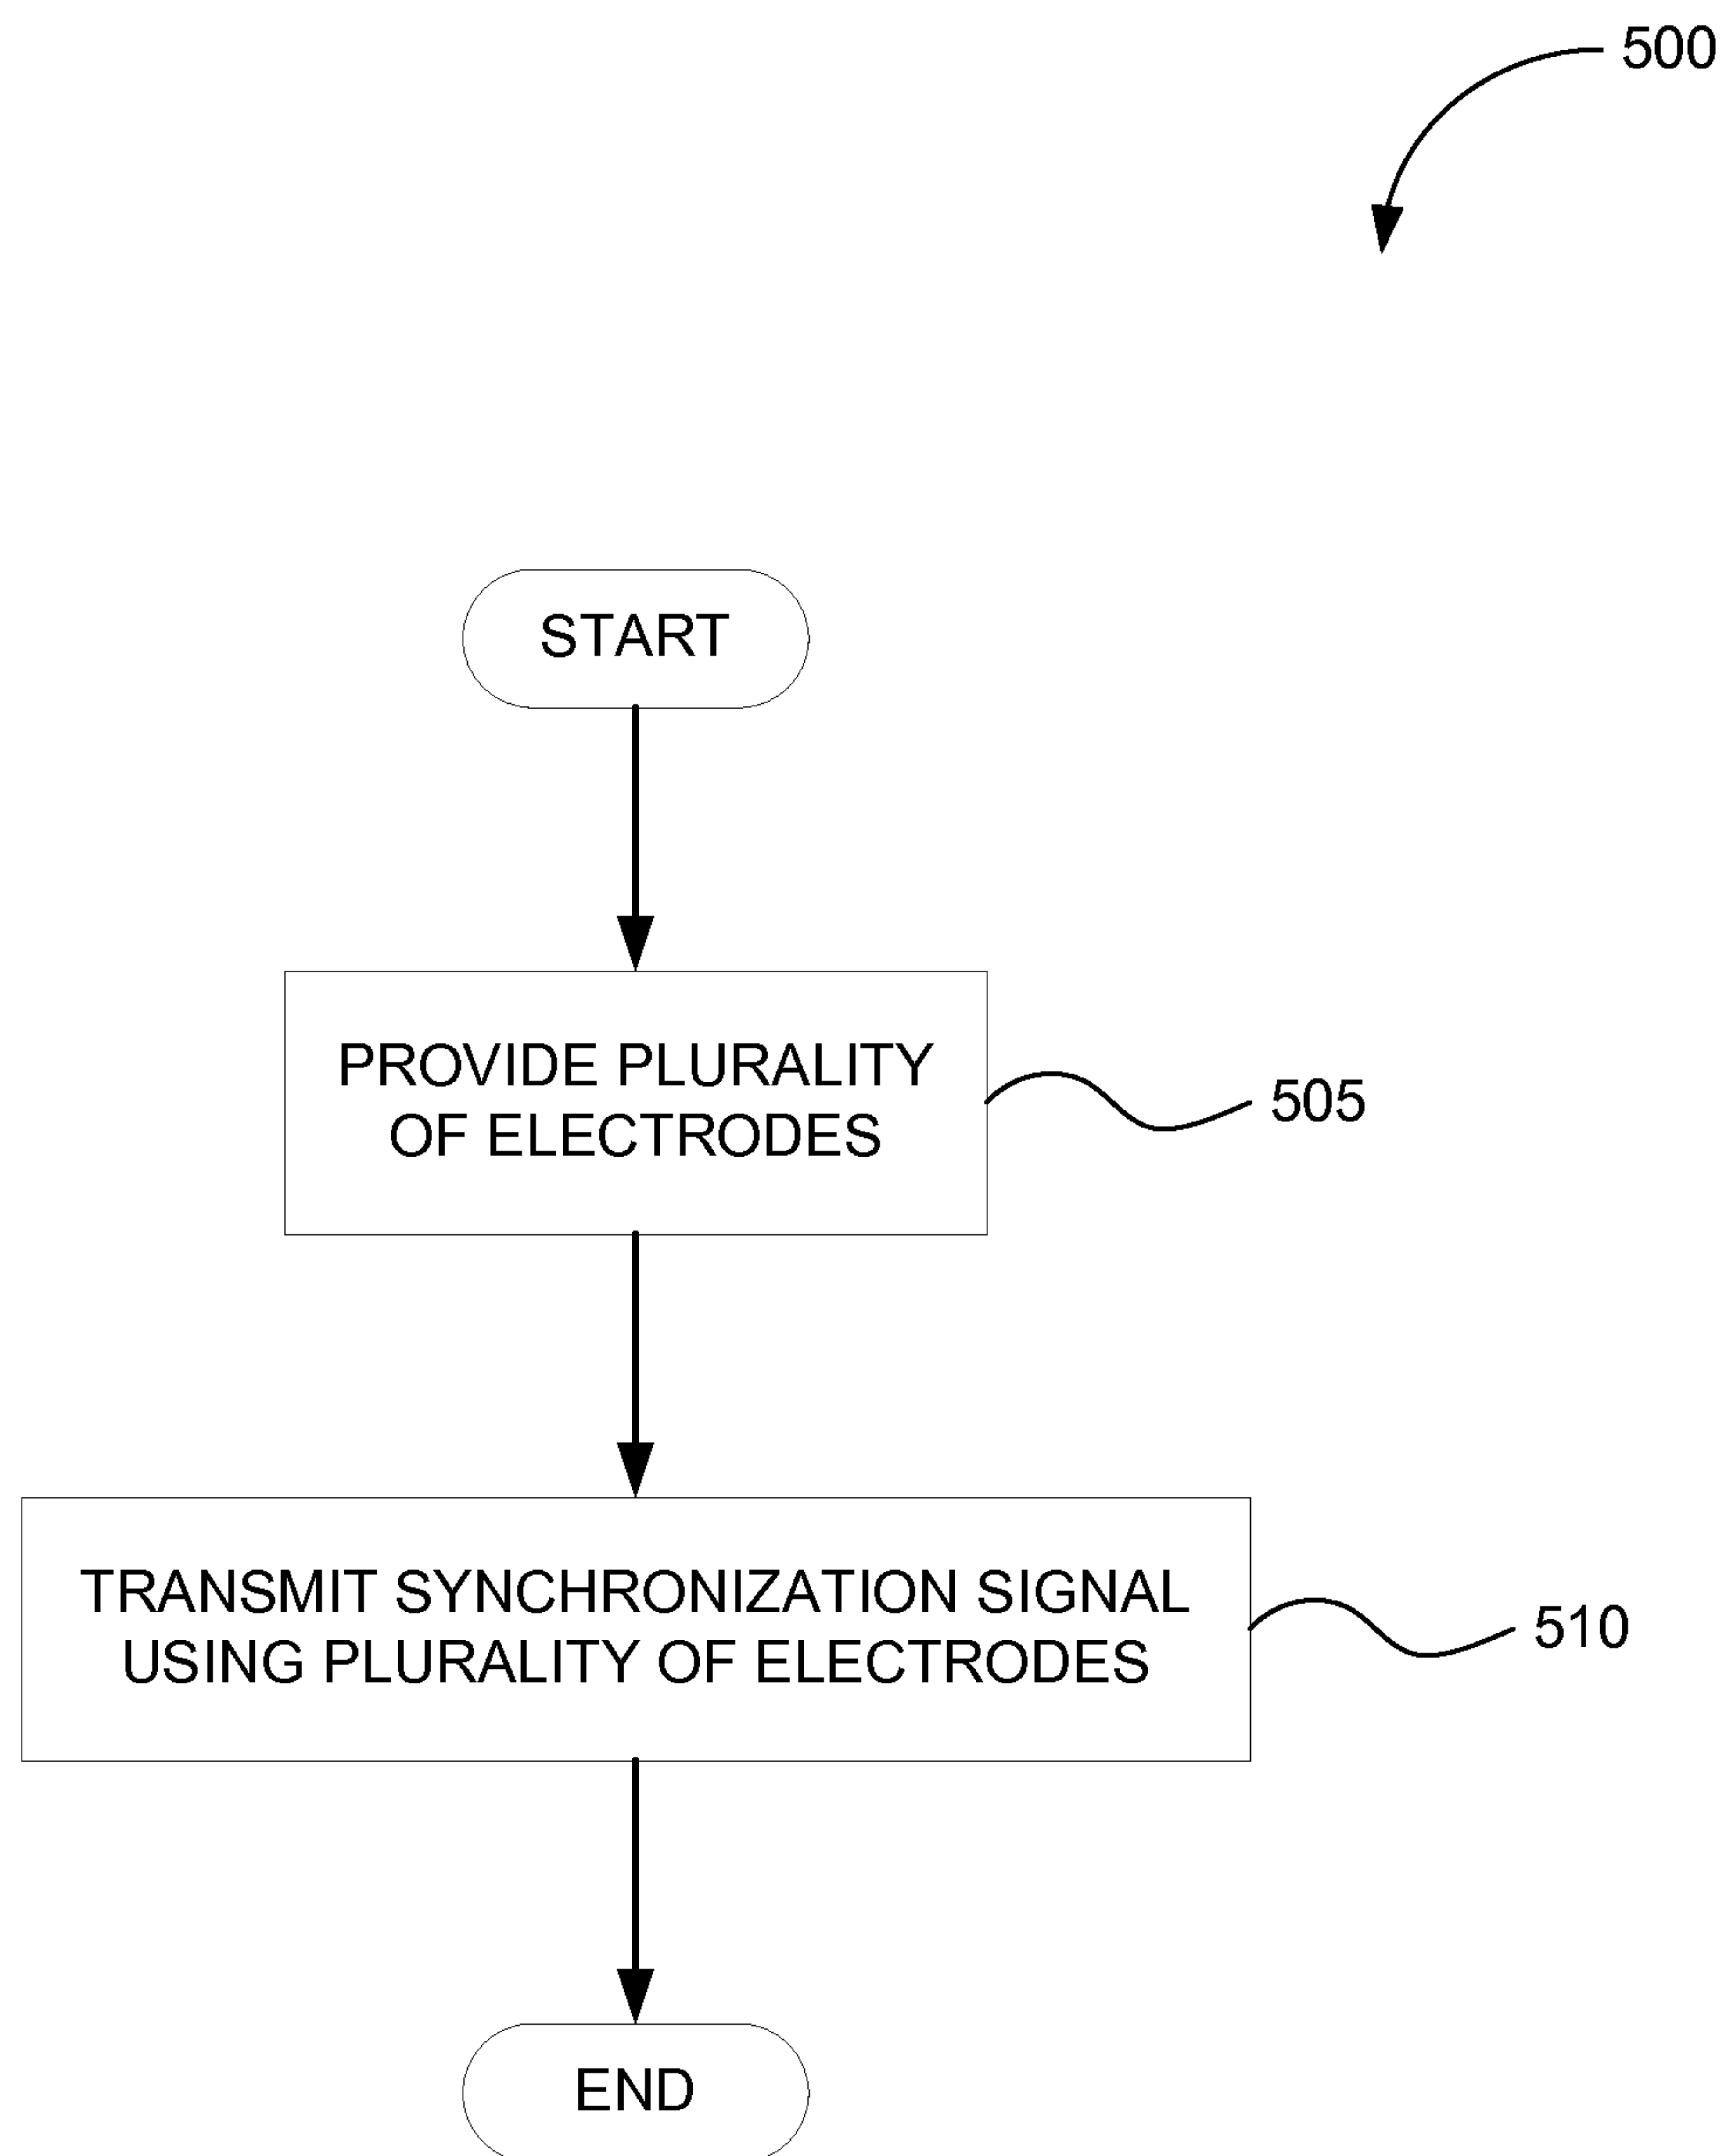 500
START
PROVIDE PLURALITY
OF ELECTRODES
505
TRANSMIT SYNCHRONIZATION SIGNAL
USING PLURALITY OF ELECTRODES
510
END